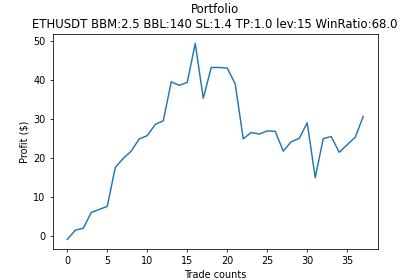 Portfolio
ETHUSDT BBM:2.5 BBL:140 SL:1.4 TP:1.0 lev:15 WinRatio:68.0
50
40
30
20
10
0
Profit ($)
0 5 10 15 20 25 30 35
Trade counts